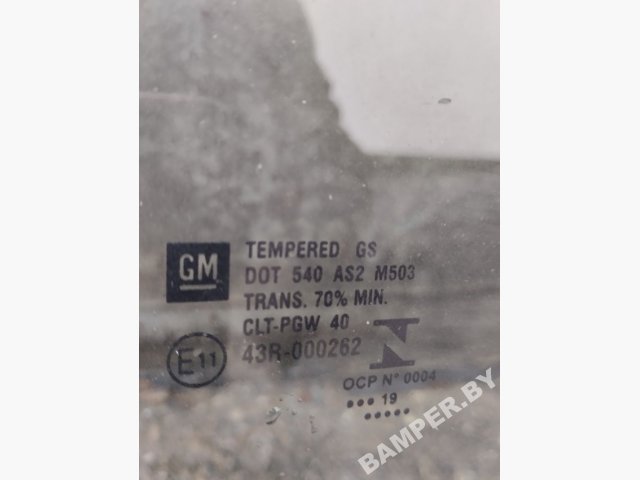 GM
TEMPERED GS
DOT 540 AS2 M503
TRANS. 70% MIN.
CLT-PGW 40
E11 43R-000262
N
OCP N° 0004
••• 19
•••••
BAMPER.BY